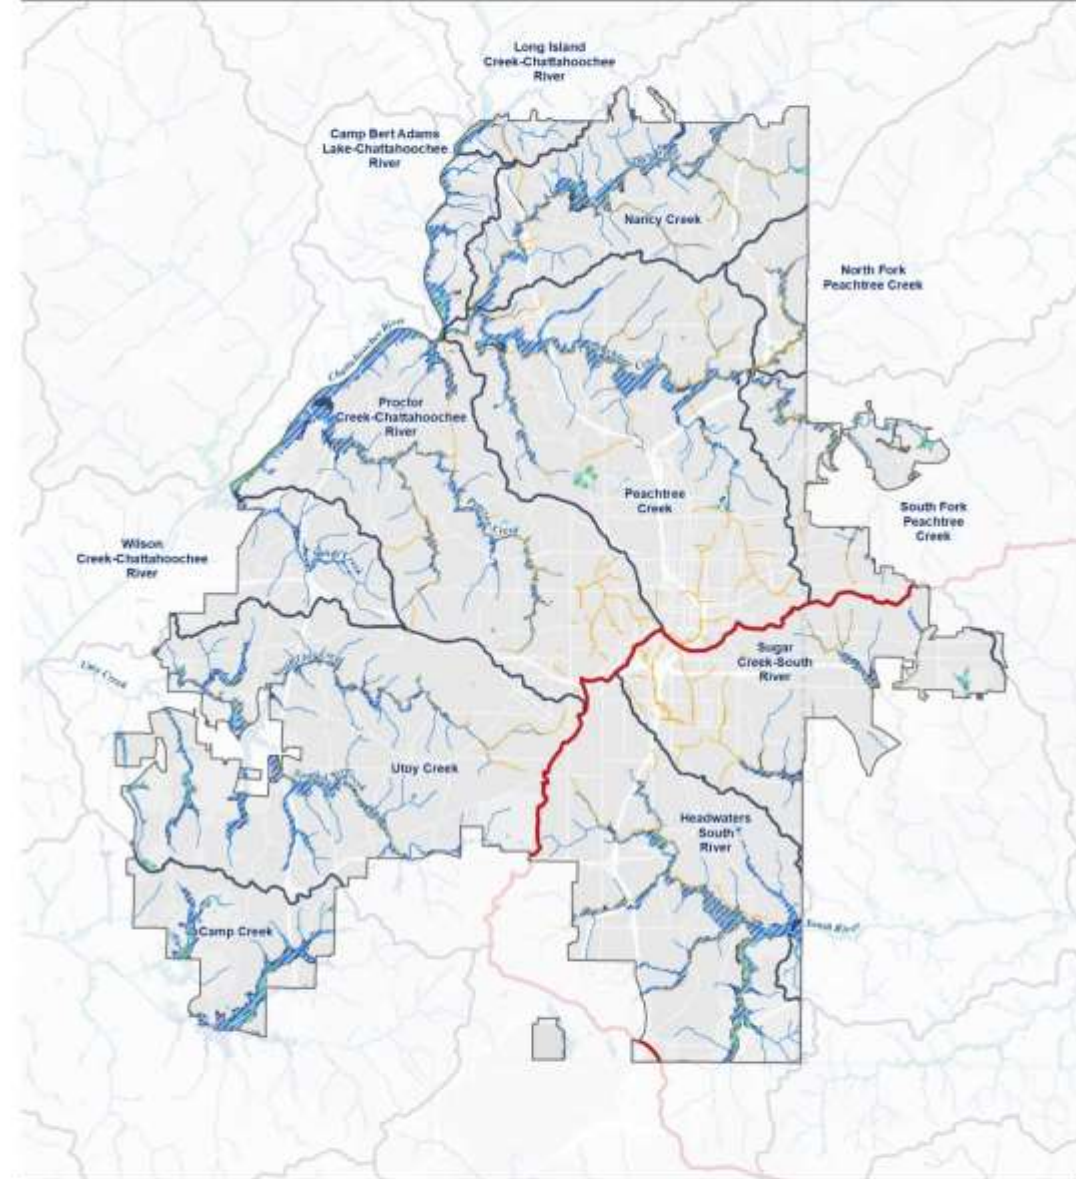 Long Island
Creek-Chattahoochee
River
Camp Bert Adams
Lake-Chattahoochee
River
Nancy Creek
North Fork
Peachtree Creek
Chattahoochee River
Proctor
Creek-Chattahoochee
River
Peachtree
Creek
South Fork
Peachtree
Creek
Wilson
Creek-Chattahoochee
River
Sugar
Creek-South
River
Utoy Creek
Headwaters
South
River
South River
Camp Creek